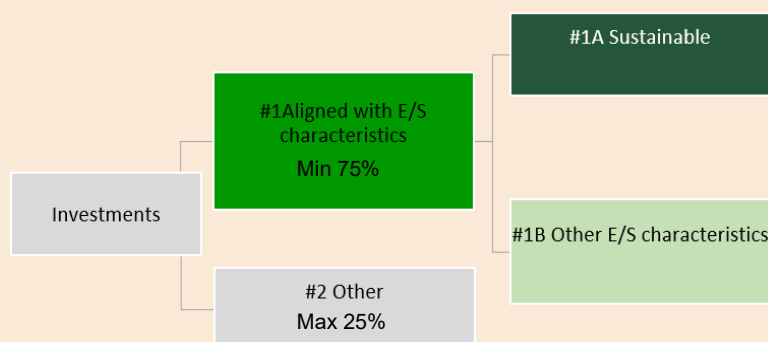 #1A Sustainable
#1Aligned with E/S
characteristics
Min 75%
Investments
#1B Other E/S characteristics
#2 Other
Max 25%